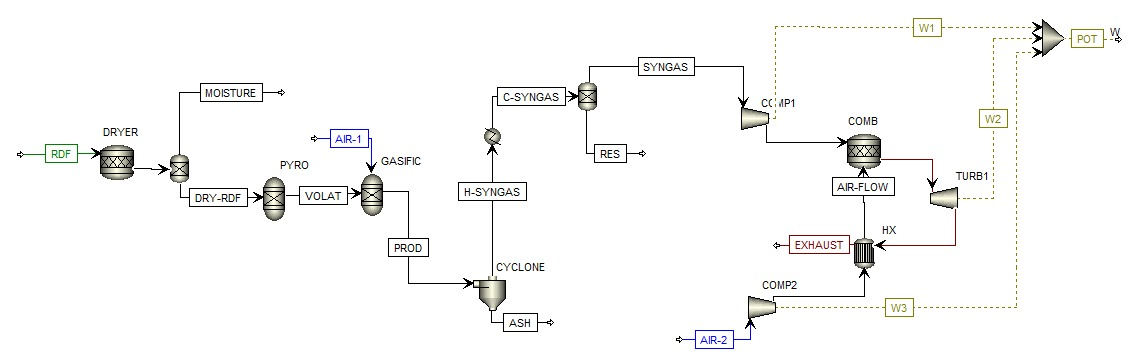 W1
POT
W
SYNGAS
MOISTURE
C-SYNGAS
COMP1
W2
COMB
DRYER
AIR-1
RDF
RES
PYRO
GASIFIC
TURB1
AIR-FLOW
DRY-RDF
VOLAT
H-SYNGAS
HX
PROD
EXHAUST
CYCLONE
COMP2
W3
ASH
AIR-2